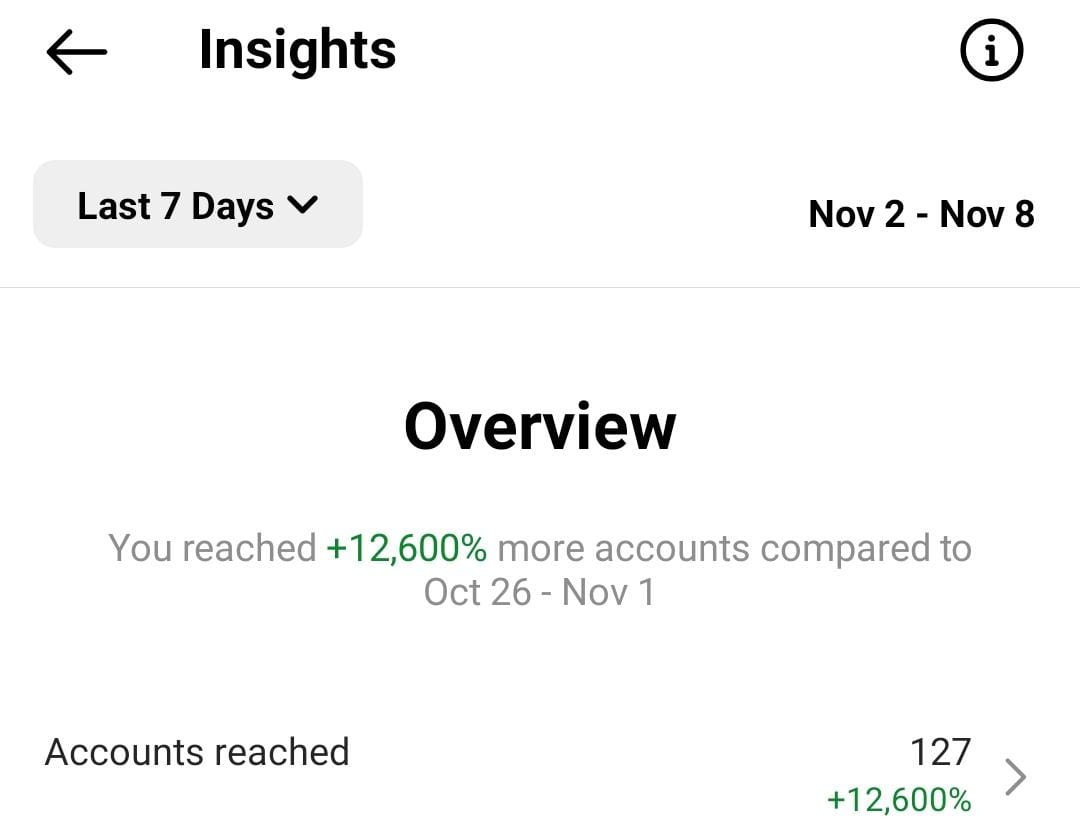 Insights
Last 7 Days
Nov 2 - Nov 8
Overview
You reached +12,600% more accounts compared to
Oct 26 - Nov 1
Accounts reached
127
+12,600%